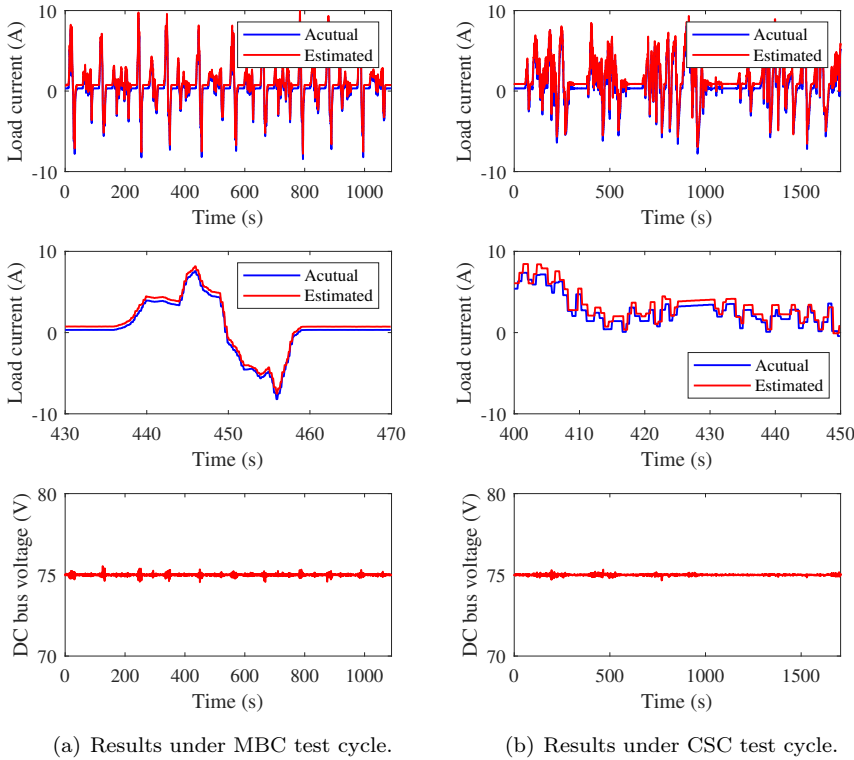 10
0
-10
Load current (A)
0 200 400 600 800 1000
Time (s)
Acutual
Estimated
10
0
-10
Load current (A)
0 500 1000 1500
Time (s)
Acutual
Estimated
10
0
-10
Load current (A)
430 440 450 460 470
Time (s)
Acutual
Estimated
10
0
-10
Load current (A)
400 410 420 430 440 450
Time (s)
Acutual
Estimated
80
75
70
DC bus voltage (V)
0 200 400 600 800 1000
Time (s)
80
75
70
DC bus voltage (V)
0 500 1000 1500
Time (s)
(a) Results under MBC test cycle.
(b) Results under CSC test cycle.